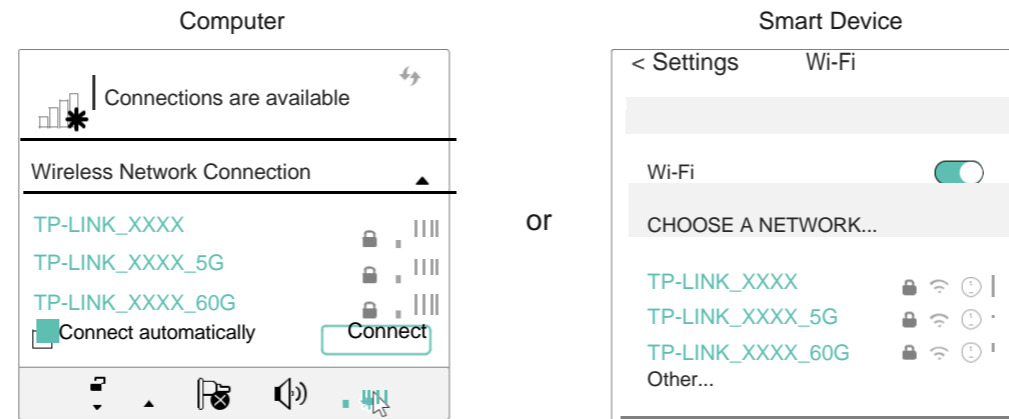 Computer
Connections are available
Wireless Network Connection
TP-LINK_XXXX
TP-LINK_XXXX_5G
TP-LINK_XXXX_60G
Connect automatically
Connect
or
Smart Device
< Settings
Wi-Fi
Wi-Fi
CHOOSE A NETWORK...
TP-LINK_XXXX
TP-LINK_XXXX_5G
TP-LINK_XXXX_60G
Other...